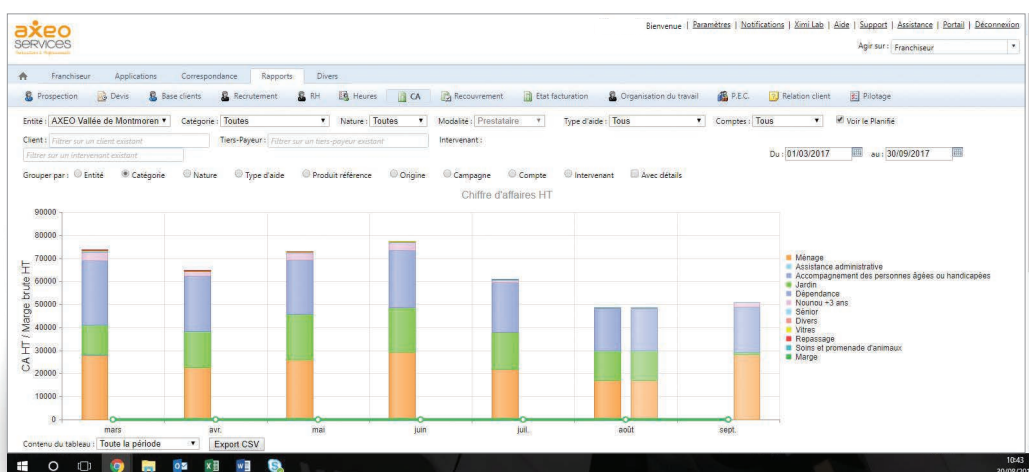 axeo
services
Bienvenue | Paramètres | Notifications | Ximi Lab | Aide | Support | Assistance | Portail | Déconnexion
Agir sur : Franchiseur
Franchiseur Applications Correspondance Rapports Divers
Prospection Devis Base clients Recrutement RH Heures CA Recouvrement Etat facturation Organisation du travail P.E.C. Relation client Pilotage
Entité : AXEO Vallée de Montmoren Catégorie : Toutes Nature : Toutes Modalité : Prestataire Type d'aide : Tous Comptes : Tous Voir le Planifié
Client : Filtrer sur un client existant Tiers-Payeur : Filtrer sur un tiers-payeur existant Intervenant :
Filtrer sur un intervenant existant Du : 01/03/2017 au : 30/09/2017
Grouper par : Entité Catégorie Nature Type d'aide Produit référence Origine Campagne Compte Intervenant Avec détails
Chiffre d'affaires HT
CA HT / Marge brute HT
90000
80000
70000
60000
50000
40000
30000
20000
10000
0
mars avr. mai juin juil. août sept.
Ménage
Assistance administrative
Accompagnement des personnes âgées ou handicapées
Jardin
Dépendance
Nounou +3 ans
Sénior
Divers
Vitres
Repassage
Soins et promenade d'animaux
Marge
Contenu du tableau : Toute la période Export CSV
10:43